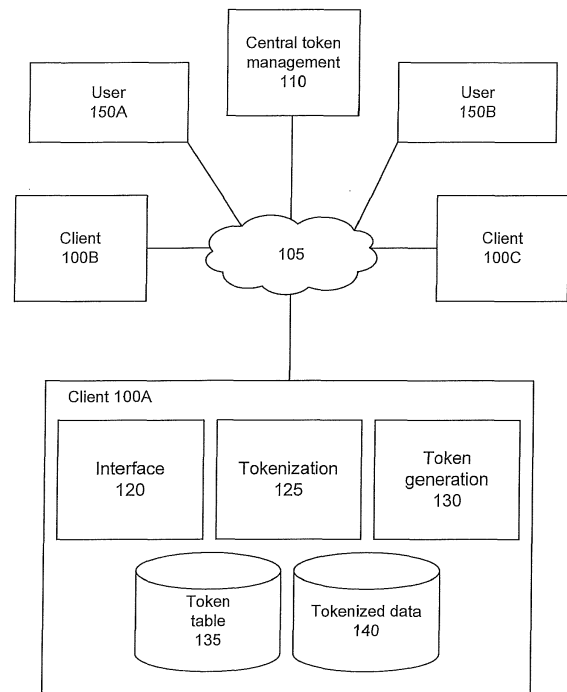 Central token
management
110
User
150A
User
150B
Client
100B
105
Client
100C
Client 100A
Interface
120
Tokenization
125
Token
generation
130
Token
table
135
Tokenized data
140